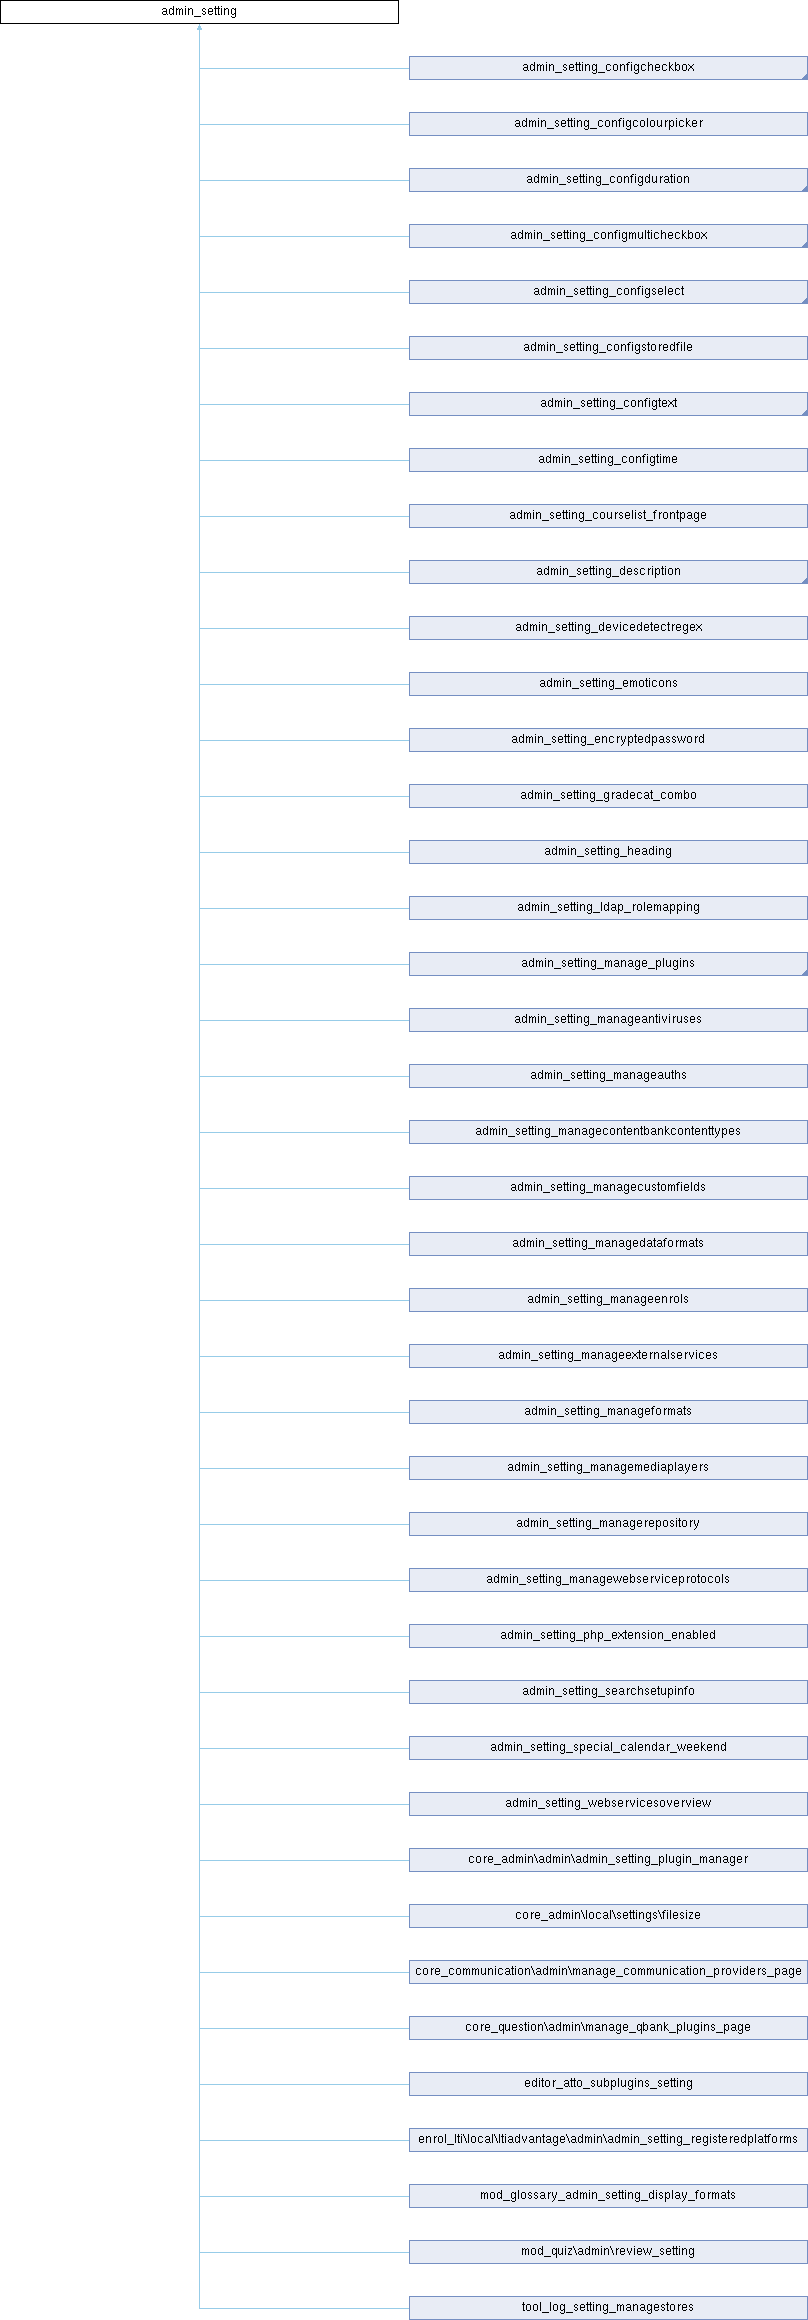 admin_setting
admin_setting_configcheckbox
admin_setting_configcolourpicker
admin_setting_configduration
admin_setting_configmulticheckbox
admin_setting_configselect
admin_setting_configstoredfile
admin_setting_configtext
admin_setting_configtime
admin_setting_courselist_frontpage
admin_setting_description
admin_setting_devicedetectregex
admin_setting_emoticons
admin_setting_encryptedpassword
admin_setting_gradecat_combo
admin_setting_heading
admin_setting_ldap_rolemapping
admin_setting_manage_plugins
admin_setting_manageantiviruses
admin_setting_manageauths
admin_setting_managecontentbankcontenttypes
admin_setting_managecustomfields
admin_setting_managedataformats
admin_setting_manageenrols
admin_setting_manageexternalservices
admin_setting_manageformats
admin_setting_managemediaplayers
admin_setting_managerepository
admin_setting_managewebserviceprotocols
admin_setting_php_extension_enabled
admin_setting_searchsetupinfo
admin_setting_special_calendar_weekend
admin_setting_webservicesoverview
core_admin\admin\admin_setting_plugin_manager
core_admin\local\settings\filesize
core_communication\admin\manage_communication_providers_page
core_question\admin\manage_qbank_plugins_page
editor_atto_subplugins_setting
enrol_lti\local\ltiadvantage\admin\admin_setting_registeredplatforms
mod_glossary_admin_setting_display_formats
mod_quiz\admin\review_setting
tool_log_setting_managestores